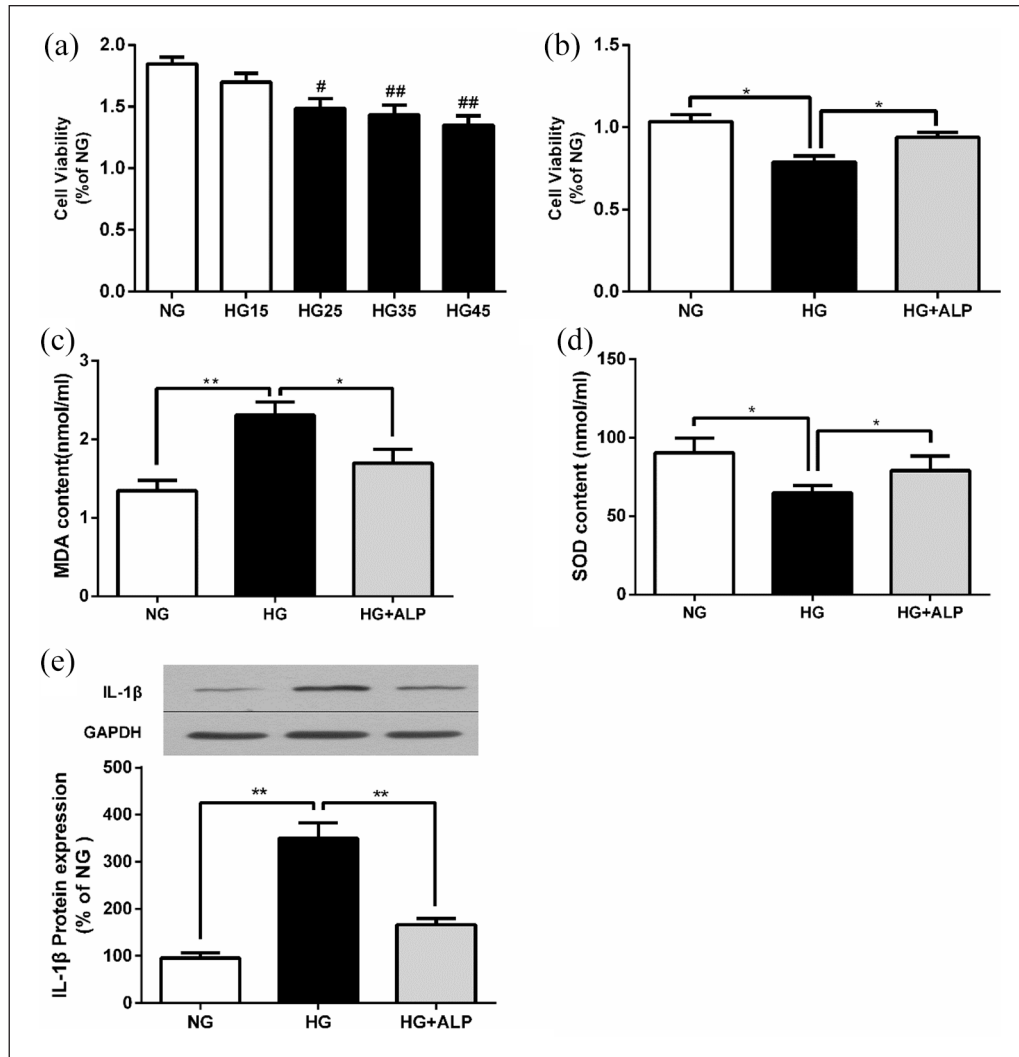 (a)
Cell Viability
(%of NG)
2.0
1.5
1.0
0.5
0.0
#
##
##
NG HG15 HG25 HG35 HG45
(b)
Cell Viability
(%of NG)
1.5
1.0
0.5
0.0
*
*
NG HG HG+ALP
(c)
MDA content(nmol/ml)
3
2
1
0
**
*
NG HG HG+ALP
(d)
SOD content (nmol/ml)
150
100
50
0
*
*
NG HG HG+ALP
(e)
IL-1β
GAPDH
IL-1β Protein expression
(% of NG )
500
400
300
200
100
0
**
**
NG HG HG+ALP